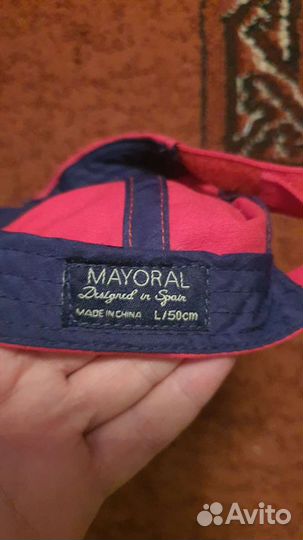 MAYORAL
Designed in Spain
MADE IN CHINA L/50cm
Avito